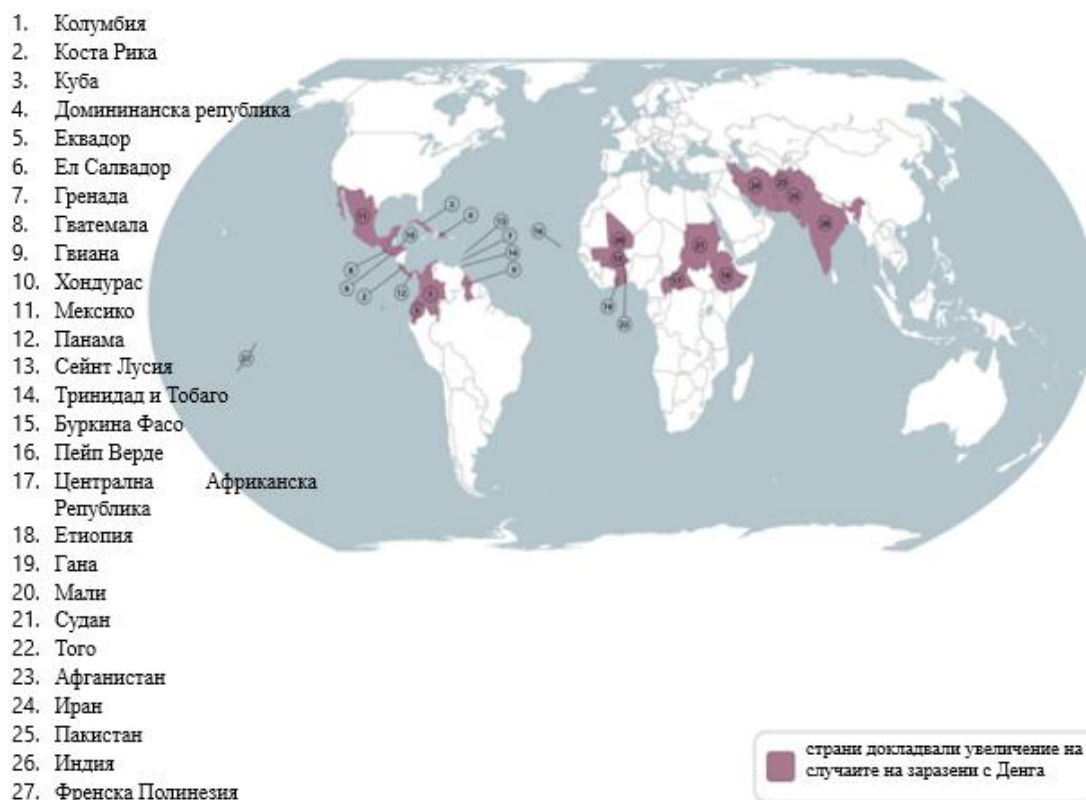 1. Колумбия
2. Коста Рика
3. Куба
4. Домининанска република
5. Еквадор
6. Ел Салвадор
7. Гренада
8. Гватемала
9. Гвиана
10. Хондурас
11. Мексико
12. Панама
13. Сейнт Лусия
14. Тринидад и Тобаго
15. Буркина Фасо
16. Пейп Верде
17. Централна Африканска
Република
18. Етиопия
19. Гана
20. Мали
21. Судан
22. Того
23. Афганистан
24. Иран
25. Пакистан
26. Индия
27. Френска Полинезия
страни докладвали увеличение на
случаите на заразени с Денга